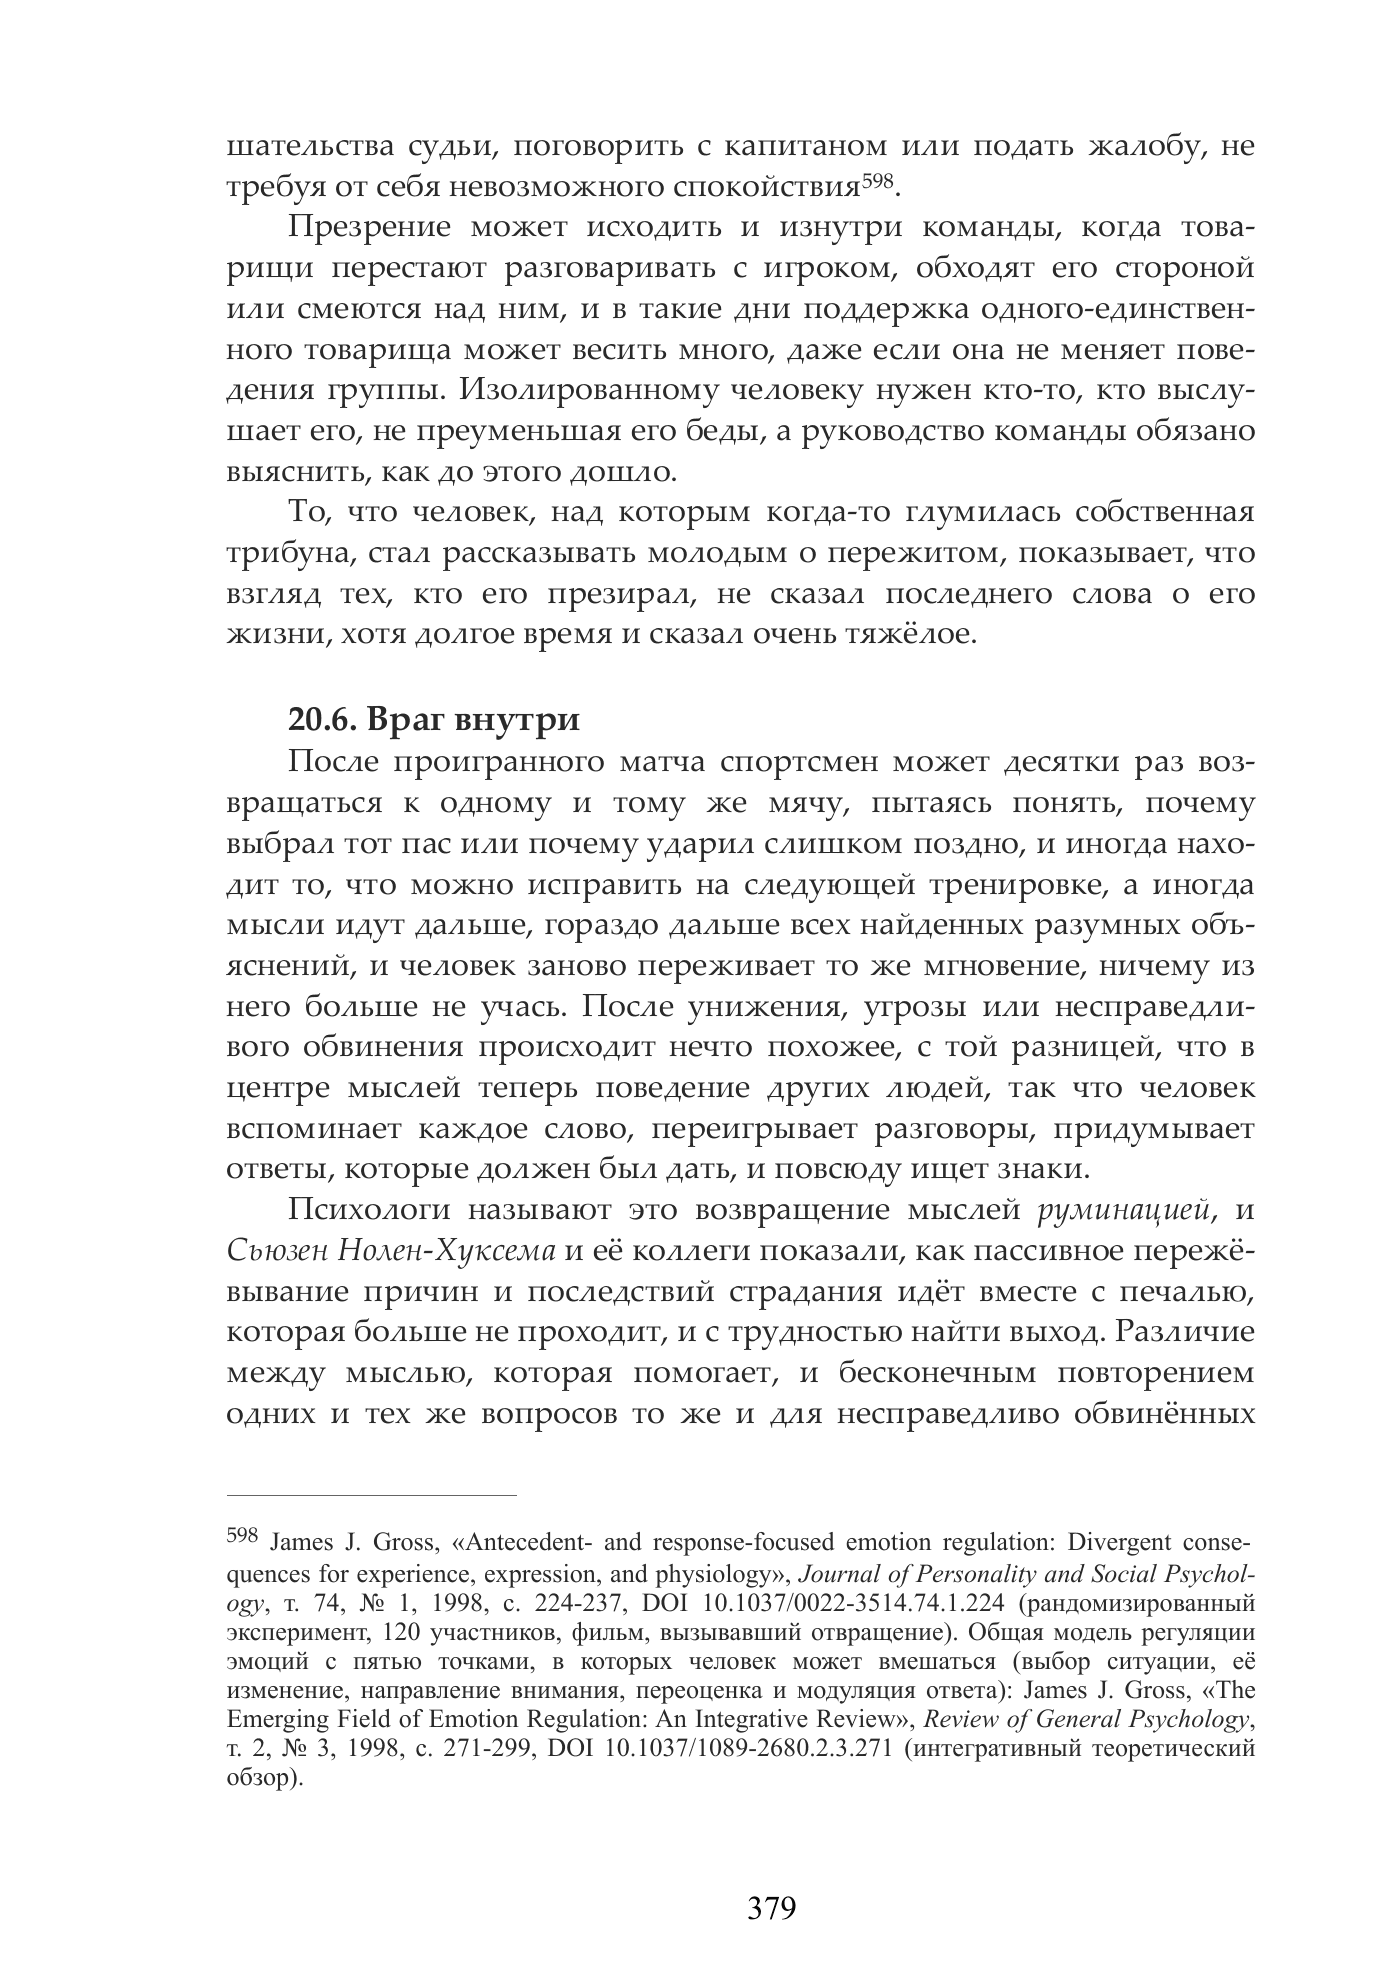 шательства судьи, поговорить с капитаном или подать жалобу, не
требуя от себя невозможного спокойствия⁵⁹⁸.
Презрение может исходить и изнутри команды, когда това-
рищи перестают разговаривать с игроком, обходят его стороной
или смеются над ним, и в такие дни поддержка одного-единствен-
ного товарища может весить много, даже если она не меняет пове-
дения группы. Изолированному человеку нужен кто-то, кто выслу-
шает его, не преуменьшая его беды, а руководство команды обязано
выяснить, как до этого дошло.
То, что человек, над которым когда-то глумилась собственная
трибуна, стал рассказывать молодым о пережитом, показывает, что
взгляд тех, кто его презирал, не сказал последнего слова о его
жизни, хотя долгое время и сказал очень тяжёлое.
20.6. Враг внутри
После проигранного матча спортсмен может десятки раз воз-
вращаться к одному и тому же мячу, пытаясь понять, почему
выбрал тот пас или почему ударил слишком поздно, и иногда нахо-
дит то, что можно исправить на следующей тренировке, а иногда
мысли идут дальше, гораздо дальше всех найденных разумных объ-
яснений, и человек заново переживает то же мгновение, ничему из
него больше не учась. После унижения, угрозы или несправедли-
вого обвинения происходит нечто похожее, с той разницей, что в
центре мыслей теперь поведение других людей, так что человек
вспоминает каждое слово, переигрывает разговоры, придумывает
ответы, которые должен был дать, и повсюду ищет знаки.
Психологи называют это возвращение мыслей руминацией, и
Сьюзен Нолен-Хуксема и её коллеги показали, как пассивное пережё-
вывание причин и последствий страдания идёт вместе с печалью,
которая больше не проходит, и с трудностью найти выход. Различие
между мыслью, которая помогает, и бесконечным повторением
одних и тех же вопросов то же и для несправедливо обвинённых
⁵⁹⁸ James J. Gross, «Antecedent- and response-focused emotion regulation: Divergent conse-
quences for experience, expression, and physiology», Journal of Personality and Social Psychol-
ogy, т. 74, № 1, 1998, с. 224-237, DOI 10.1037/0022-3514.74.1.224 (рандомизированный
эксперимент, 120 участников, фильм, вызывавший отвращение). Общая модель регуляции
эмоций с пятью точками, в которых человек может вмешаться (выбор ситуации, её
изменение, направление внимания, переоценка и модуляция ответа): James J. Gross, «The
Emerging Field of Emotion Regulation: An Integrative Review», Review of General Psychology,
т. 2, № 3, 1998, с. 271-299, DOI 10.1037/1089-2680.2.3.271 (интегративный теоретический
обзор).
379